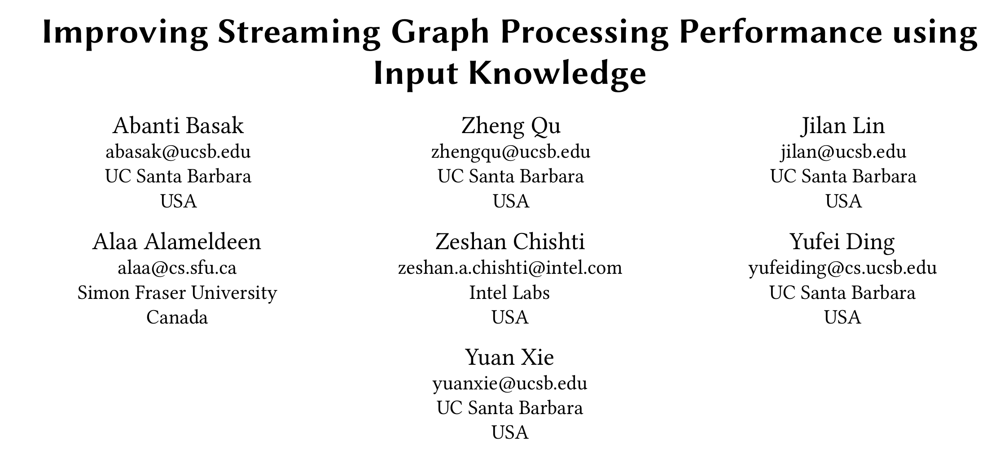 Improving Streaming Graph Processing Performance using
Input Knowledge
Abanti Basak
abasak@ucsb.edu
UC Santa Barbara
USA
Zheng Qu
zhengqu@ucsb.edu
UC Santa Barbara
USA
Jilan Lin
jilan@ucsb.edu
UC Santa Barbara
USA
Alaa Alameldeen
alaa@cs.sfu.ca
Simon Fraser University
Canada
Zeshan Chishti
zeshan.a.chishti@intel.com
Intel Labs
USA
Yufei Ding
yufeiding@cs.ucsb.edu
UC Santa Barbara
USA
Yuan Xie
yuanxie@ucsb.edu
UC Santa Barbara
USA